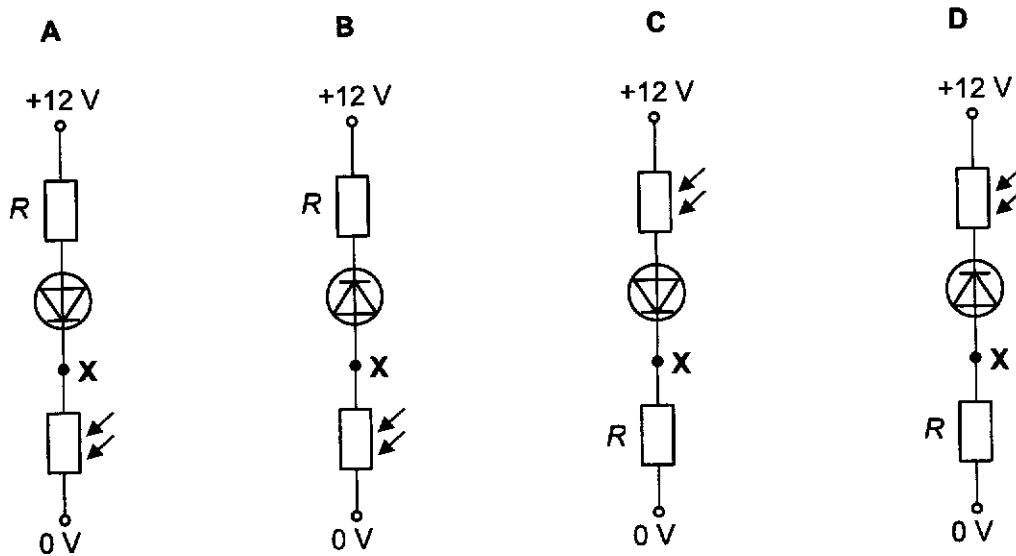 A B C D
+12 V +12 V +12 V +12 V
R R
X X X X
R R
0 V 0 V 0 V 0 V